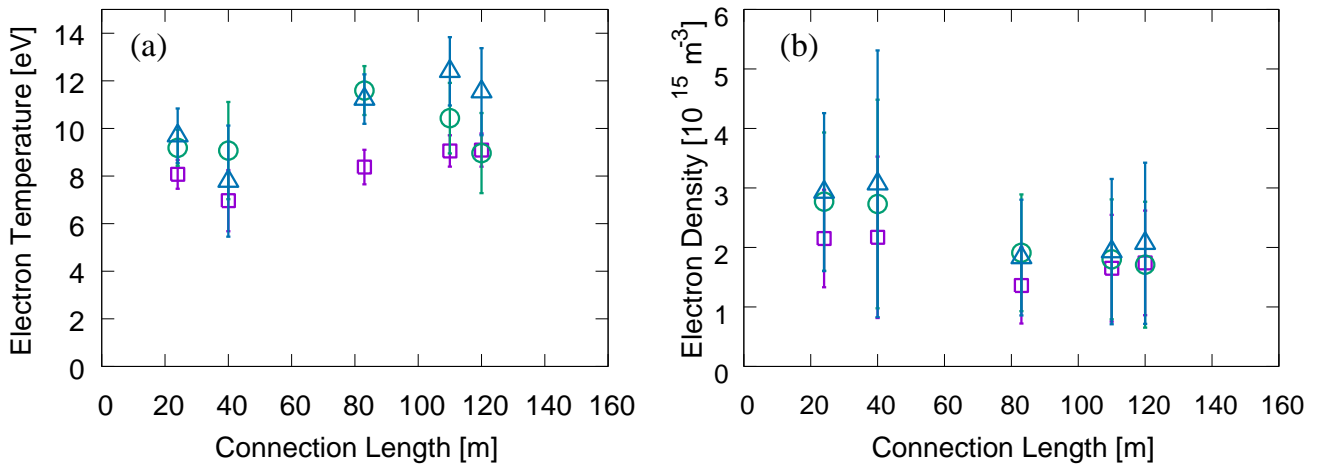 (a)
Electron Temperature [eV]
14
12
10
8
6
4
2
0
0 20 40 60 80 100 120 140 160
Connection Length [m]
(b)
Electron Density [10 15 m-3]
6
5
4
3
2
1
0
0 20 40 60 80 100 120 140 160
Connection Length [m]